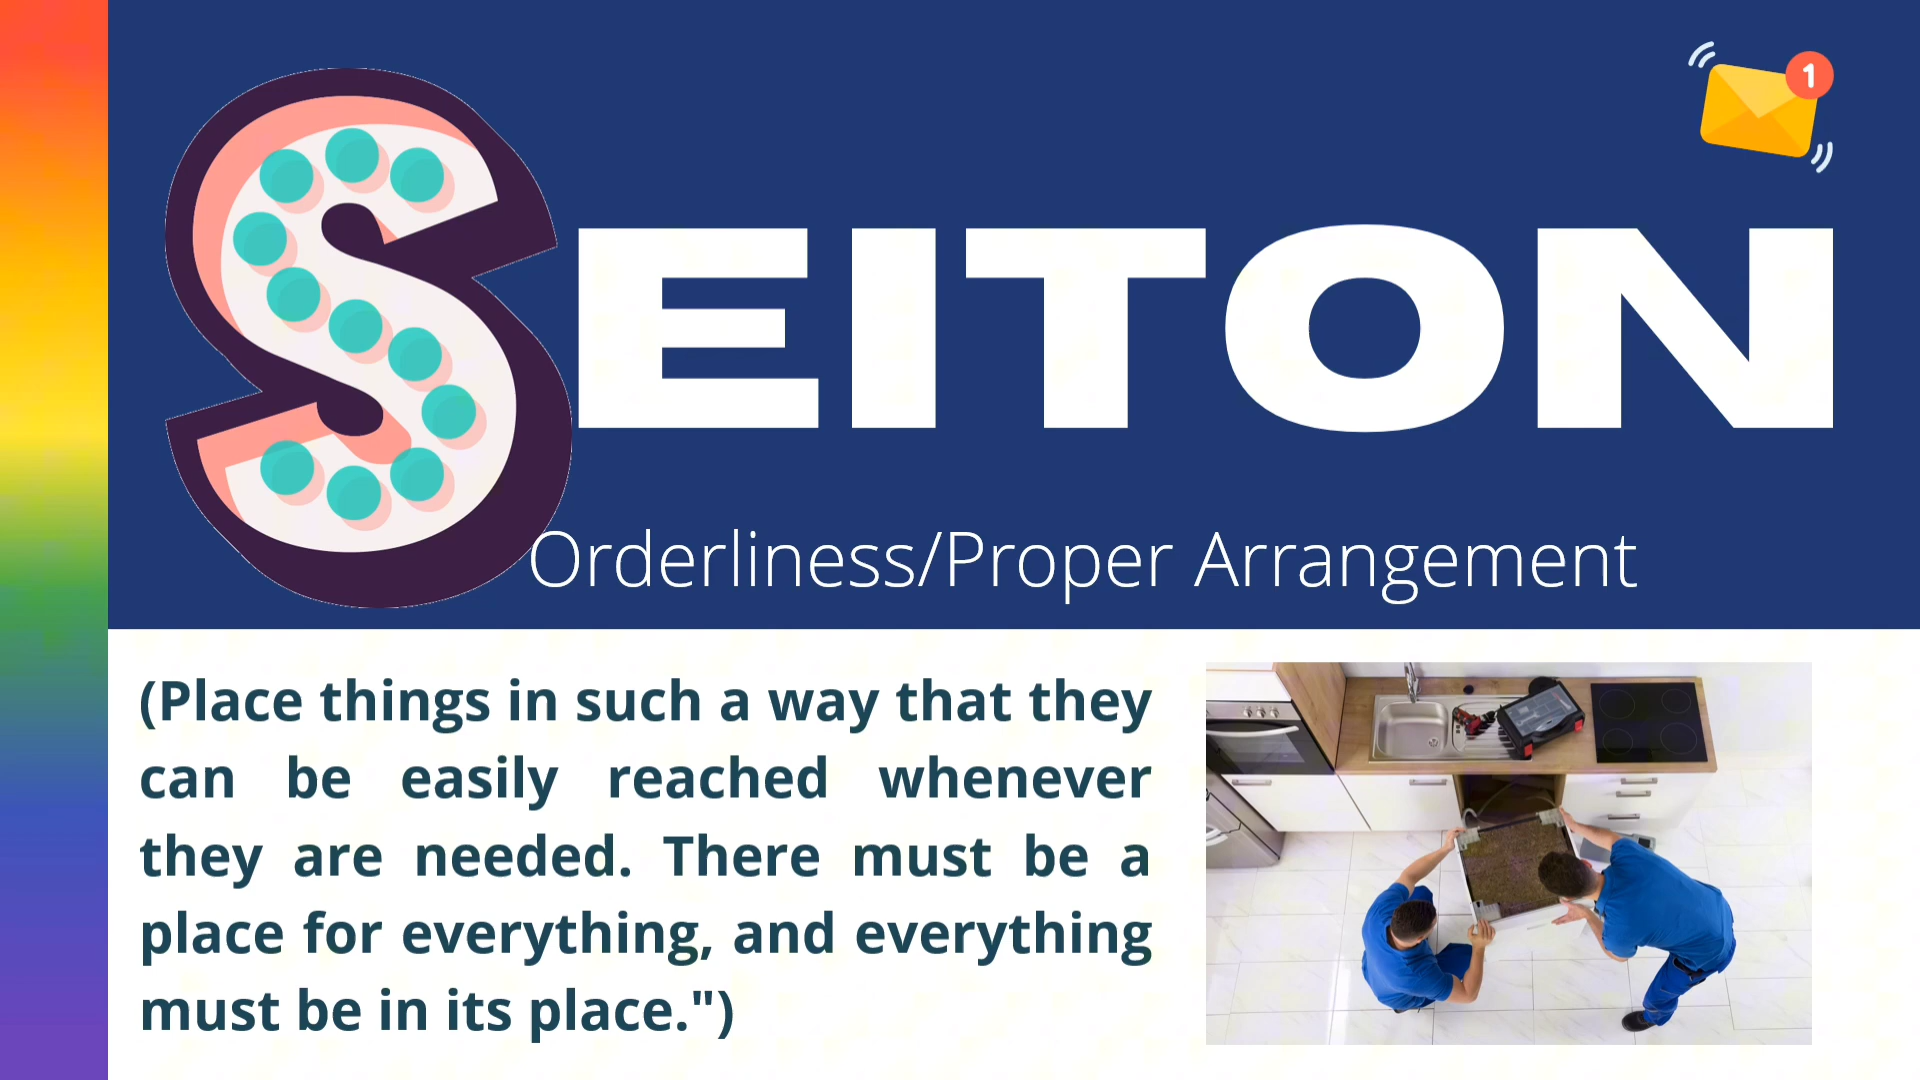 1
SEITON
Orderliness/Proper Arrangement
(Place things in such a way that they
can be easily reached whenever
they are needed. There must be a
place for everything, and everything
must be in its place.")